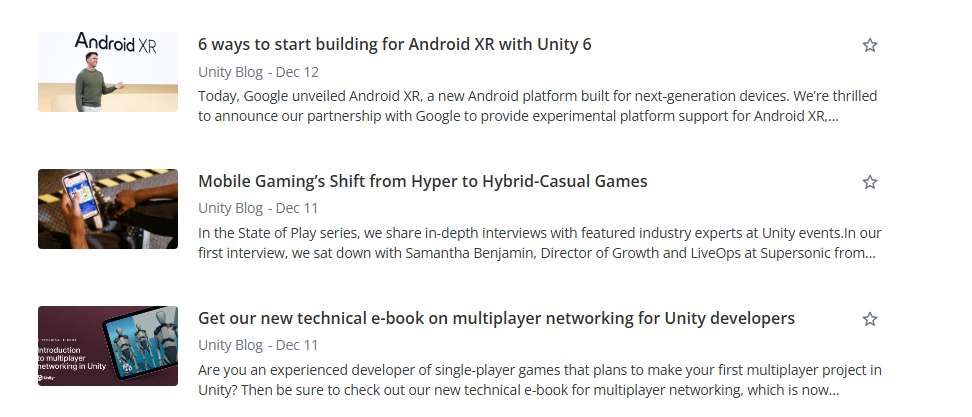 Android XR
6 ways to start building for Android XR with Unity 6
Unity Blog - Dec 12
Today, Google unveiled Android XR, a new Android platform built for next-generation devices. We’re thrilled
to announce our partnership with Google to provide experimental platform support for Android XR,...
Mobile Gaming’s Shift from Hyper to Hybrid-Casual Games
Unity Blog - Dec 11
In the State of Play series, we share in-depth interviews with featured industry experts at Unity events.In our
first interview, we sat down with Samantha Benjamin, Director of Growth and LiveOps at Supersonic from...
TECHNICAL E-BOOK
Introduction
to multiplayer
networking in Unity
Unity
Get our new technical e-book on multiplayer networking for Unity developers
Unity Blog - Dec 11
Are you an experienced developer of single-player games that plans to make your first multiplayer project in
Unity? Then be sure to check out our new technical e-book for multiplayer networking, which is now...